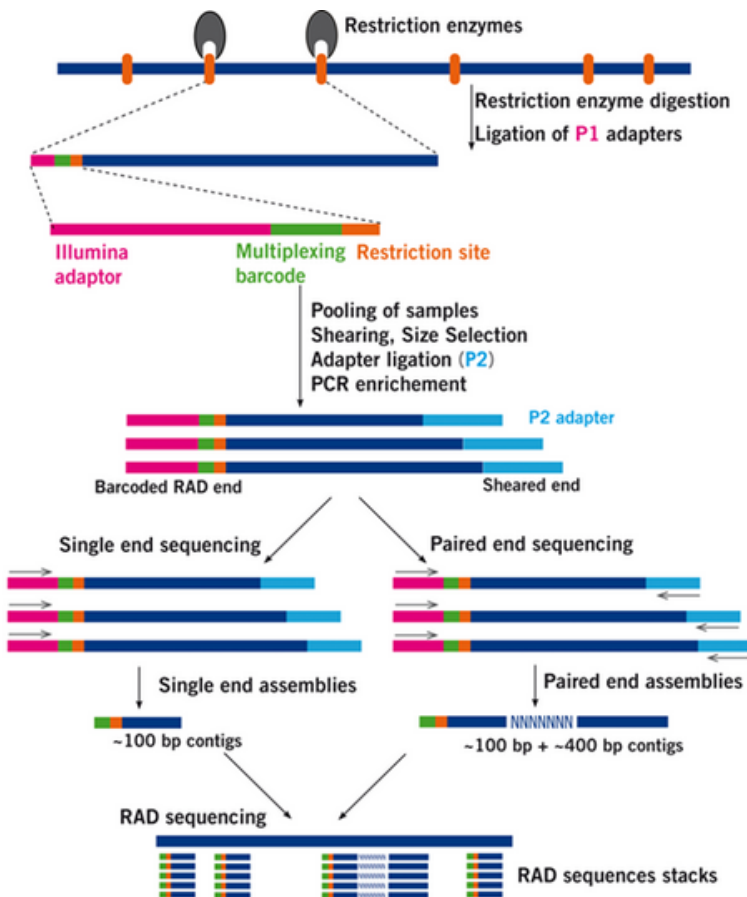 Restriction enzymes
Restriction enzyme digestion
Ligation of P1 adapters
Illumina
adaptor
Multiplexing
barcode
Restriction site
Pooling of samples
Shearing, Size Selection
Adapter ligation (P2)
PCR enrichement
P2 adapter
Barcoded RAD end
Sheared end
Single end sequencing
Paired end sequencing
Single end assemblies
Paired end assemblies
NNNNNNN
~100 bp contigs
~100 bp + ~400 bp contigs
RAD sequencing
RAD sequences stacks